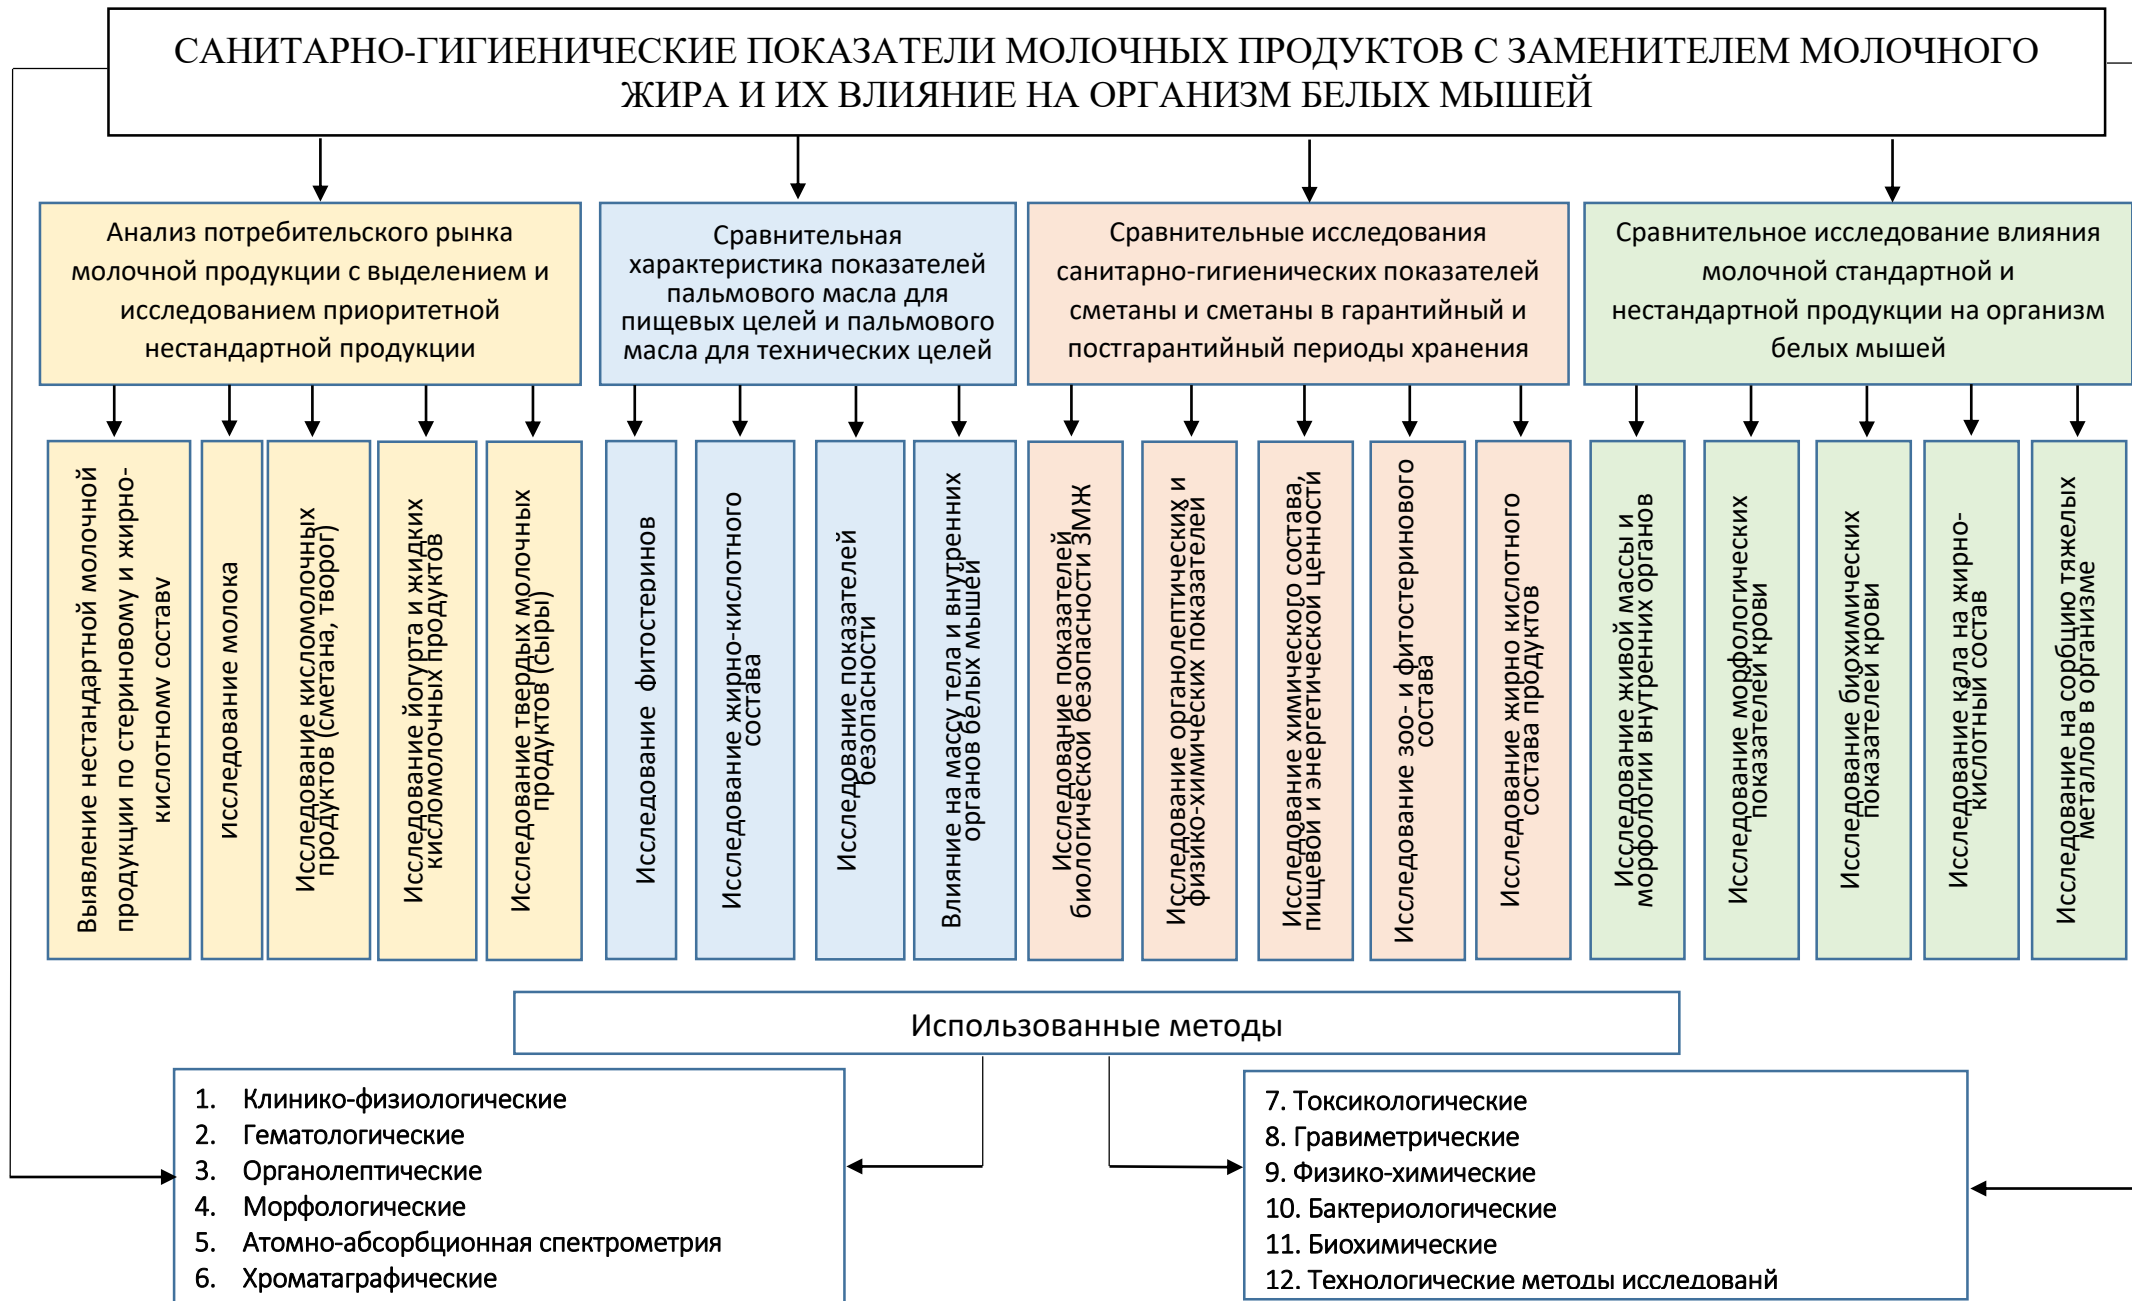 САНИТАРНО-ГИГИЕНИЧЕСКИЕ ПОКАЗАТЕЛИ МОЛОЧНЫХ ПРОДУКТОВ С ЗАМЕНИТЕЛЕМ МОЛОЧНОГО
ЖИРА И ИХ ВЛИЯНИЕ НА ОРГАНИЗМ БЕЛЫХ МЫШЕЙ
Анализ потребительского рынка
молочной продукции с выделением и
исследованием приоритетной
нестандартной продукции
Сравнительная
характеристика показателей
пальмового масла для
пищевых целей и пальмового
масла для технических целей
Сравнительные исследования
санитарно-гигиенических показателей
сметаны и сметаны в гарантийный и
постгарантийный периоды хранения
Сравнительное исследование влияния
молочной стандартной и
нестандартной продукции на организм
белых мышей
Выявление нестандартной молочной
продукции по стериновому и жирно-
кислотному составу
Исследование молока
Исследование кисломолочных
продуктов (сметана, творог)
Исследование йогурта и жидких
кисломолочных продуктов
Исследование твердых молочных
продуктов (сыры)
Исследование фитостеринов
Исследование жирно-кислотного
состава
Исследование показателей
безопасности
Влияние на массу тела и внутренних
органов белых мышей
Исследование показателей
биологической безопасности ЗМЖ
Исследование органолептических и
физико-химических показателей
Исследование химического состава,
пищевой и энергетической ценности
Исследование зоо- и фитостеринового
состава
Исследование жирно кислотного
состава продуктов
Исследование живой массы и
морфологии внутренних органов
Исследование морфологических
показателей крови
Исследование биохимических
показателей крови
Исследование кала на жирно-
кислотный состав
Исследование на сорбцию тяжелых
металлов в организме
Использованные методы
1. Клинико-физиологические
2. Гематологические
3. Органолептические
4. Морфологические
5. Атомно-абсорбционная спектрометрия
6. Хроматаграфические
7. Токсикологические
8. Гравиметрические
9. Физико-химические
10. Бактериологические
11. Биохимические
12. Технологические методы исследованй